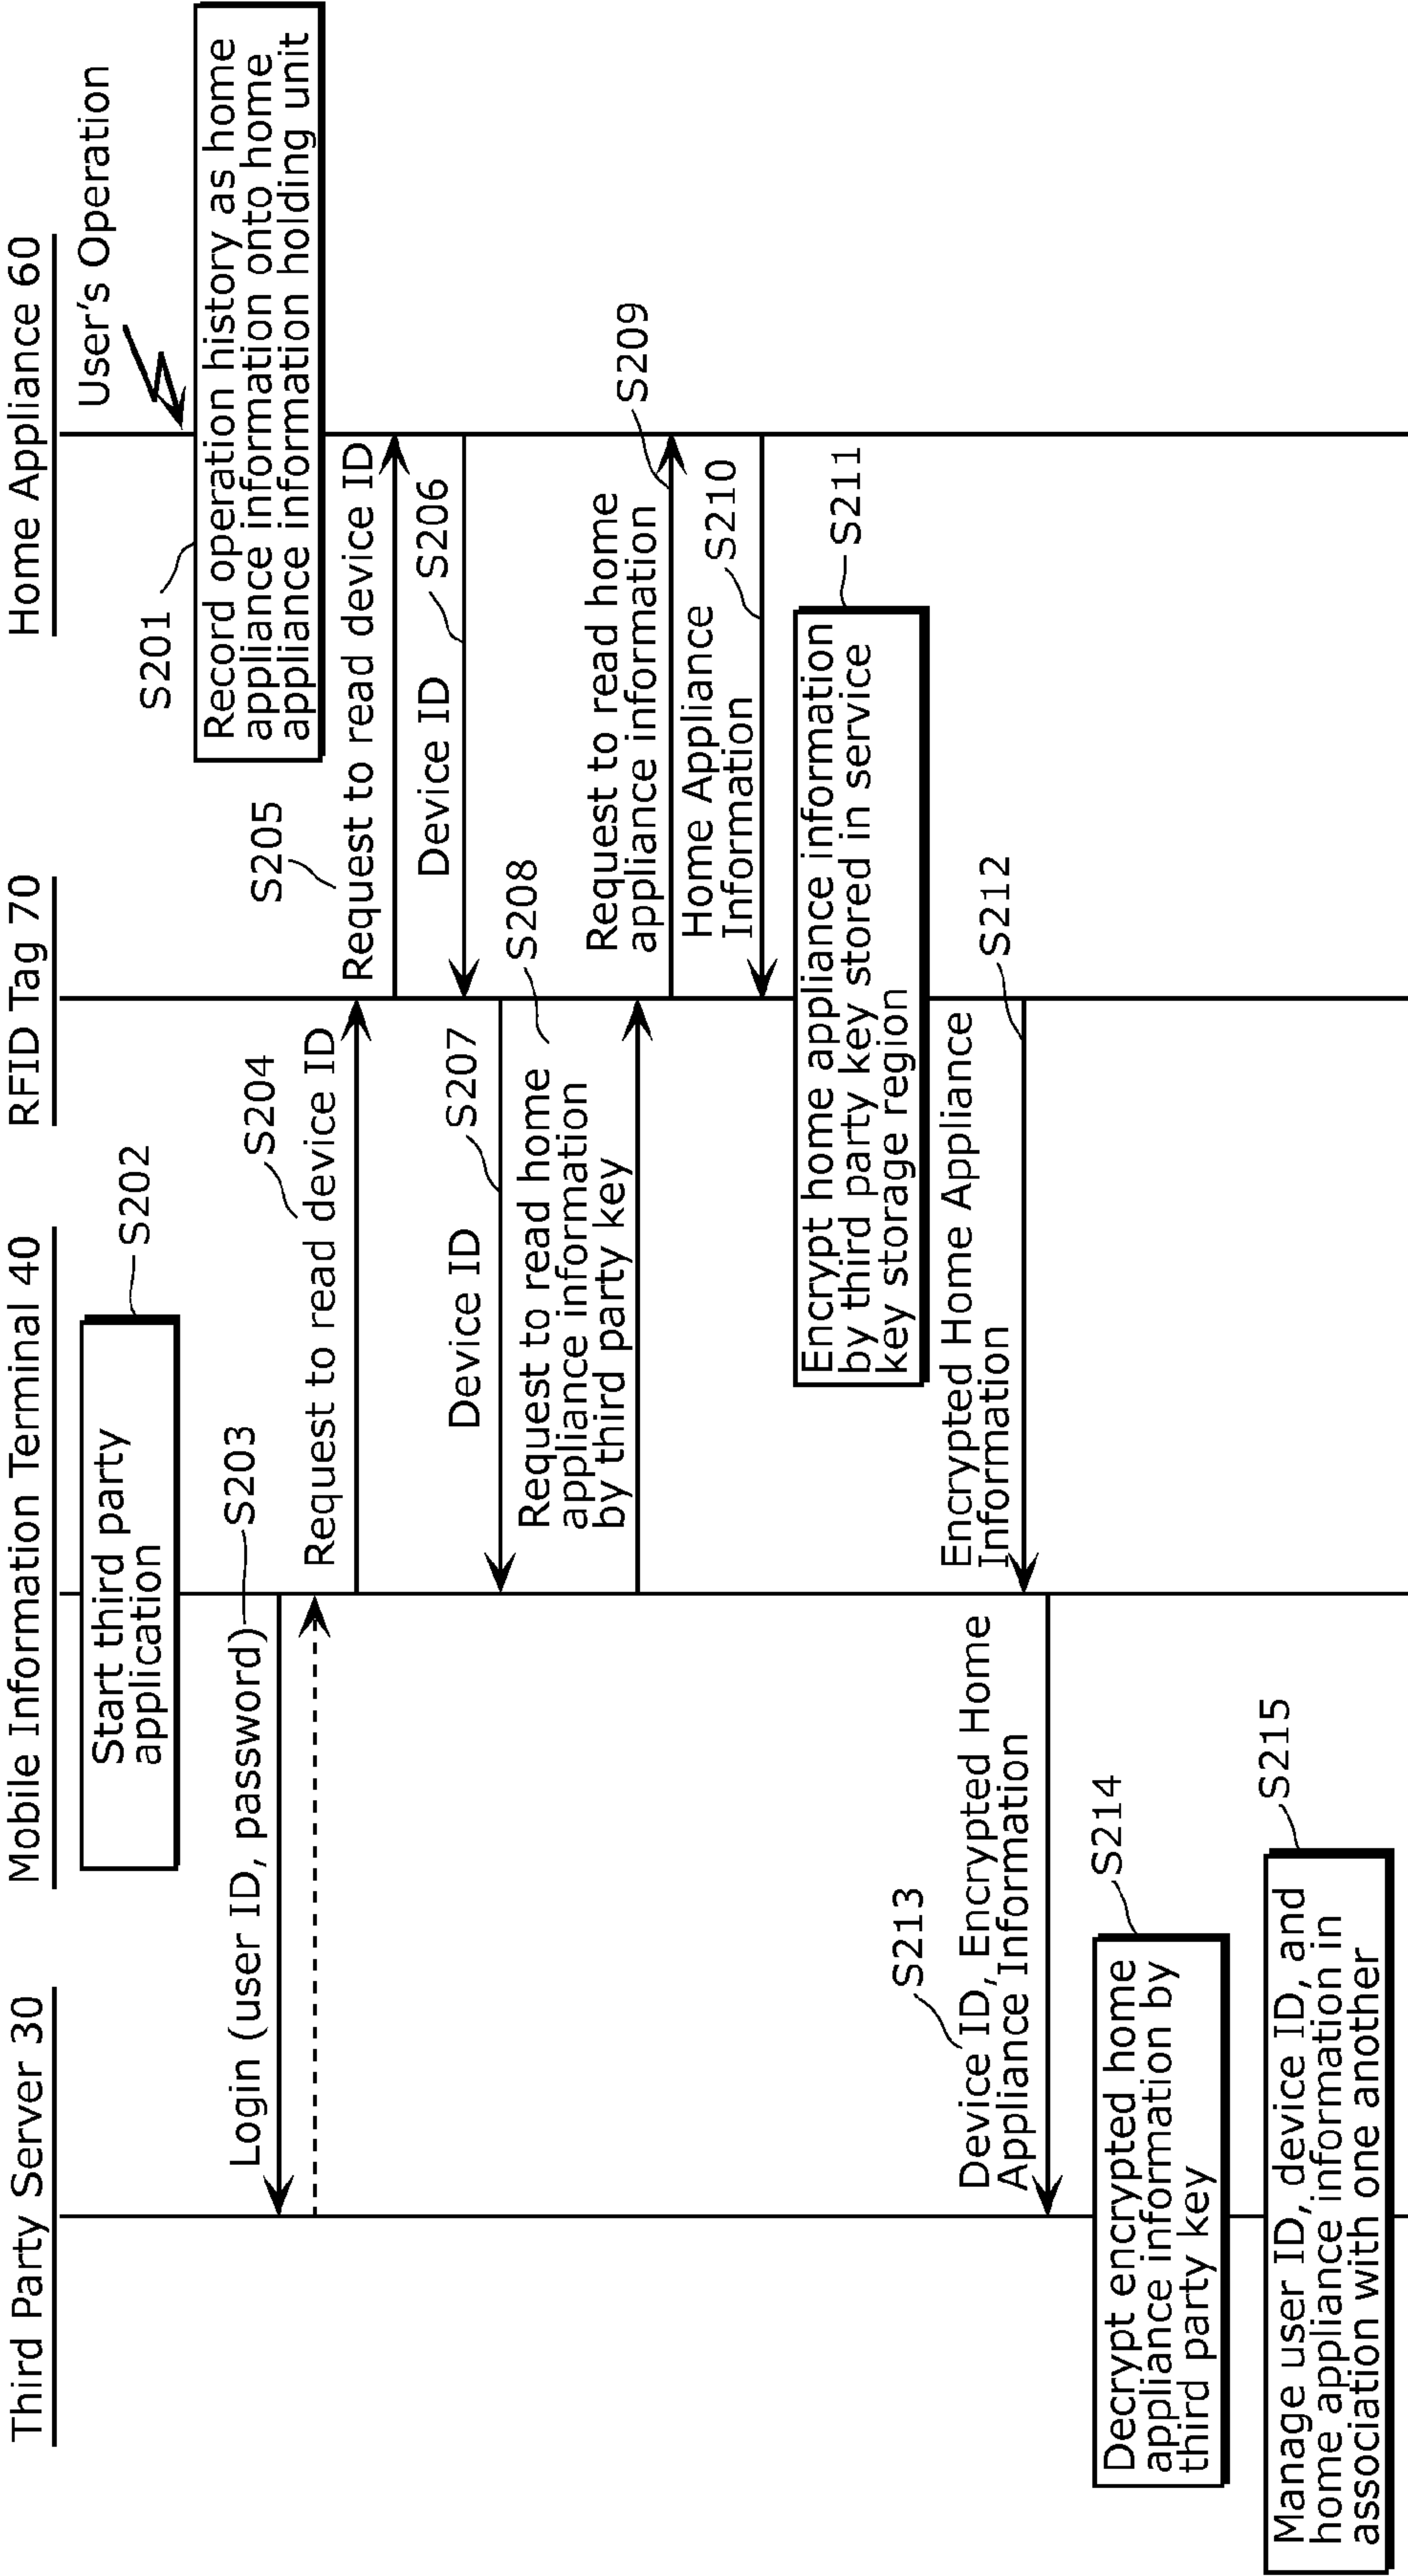 Third Party Server 30
Mobile Information Terminal 40
RFID Tag 70
Home Appliance 60
User's Operation
S201
Record operation history as home
appliance information onto home
appliance information holding unit
S202
Start third party
application
Login (user ID, password)
S203
S204
Request to read device ID
S205
Request to read device ID
Device ID
S206
Device ID
S207
S208
Request to read home
appliance information
by third party key
Request to read home
appliance information
S209
Home Appliance
Information
S210
Encrypt home appliance information
by third party key stored in service
key storage region
S211
Encrypted Home Appliance
Information
S212
S213
Device ID, Encrypted Home
Appliance Information
Decrypt encrypted home
appliance information by
third party key
S214
Manage user ID, device ID, and
home appliance information in
association with one another
S215